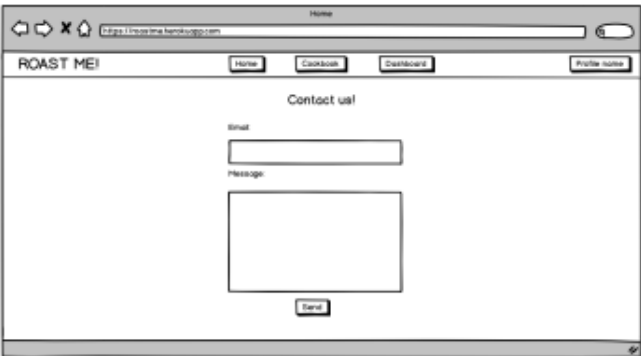 Home
https://roastme.herokuapp.com
ROAST ME! Home Cookbook Dashboard Profile name
Contact us!
Email
Message:
Send